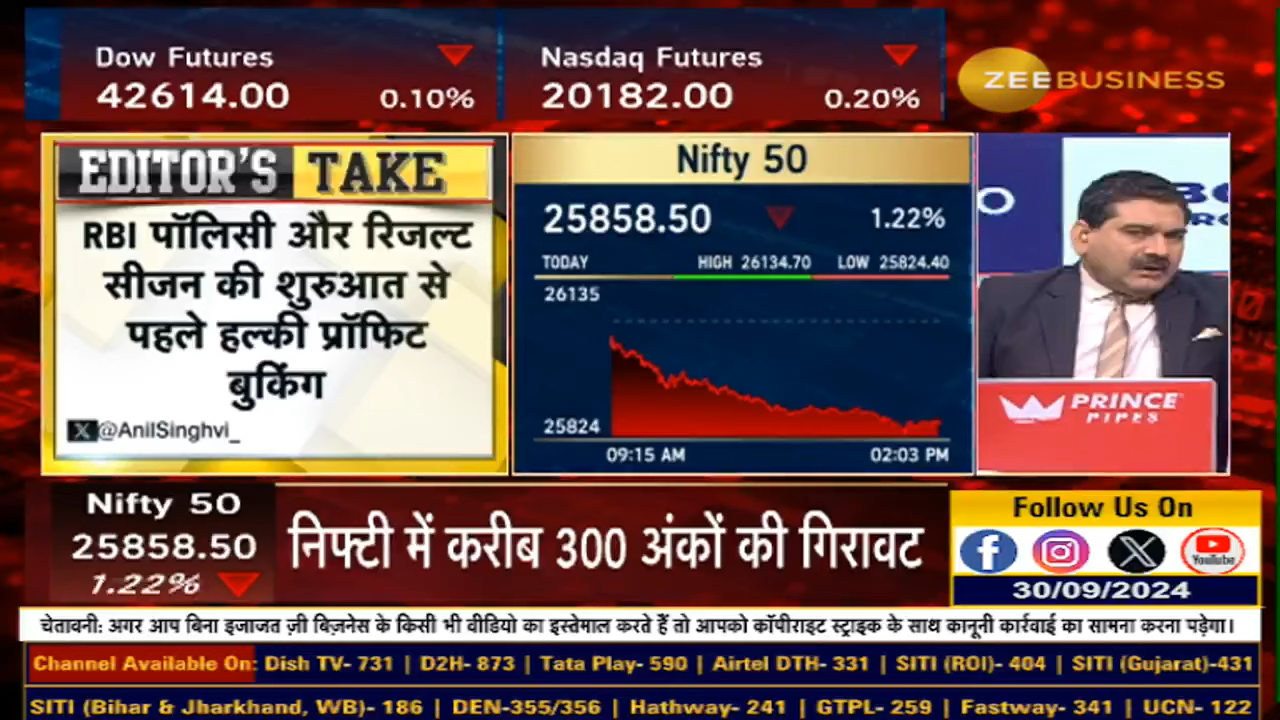 Dow Futures
42614.00 0.10%
Nasdaq Futures
20182.00 0.20%
ZEEBUSINESS
EDITOR'S TAKE
RBI पॉलिसी और रिजल्ट
सीजन की शुरुआत से
पहले हल्की प्रॉफिट
बुकिंग
X@AnilSinghvi_
Nifty 50
25858.50 1.22%
TODAY HIGH 26134.70 LOW 25824.40
26135
25824
09:15 AM 02:03 PM
PRINCE
PIPES
Nifty 50
25858.50
1.22%
निफ्टी में करीब 300 अंकों की गिरावट
Follow Us On
YouTube
30/09/2024
चेतावनी: अगर आप बिना इजाजत ज़ी बिज़नेस के किसी भी वीडियो का इस्तेमाल करते हैं तो आपको कॉपीराइट स्ट्राइक के साथ कानूनी कार्रवाई का सामना करना पड़ेगा।
Channel Available On: Dish TV- 731 | D2H- 873 | Tata Play- 590 | Airtel DTH- 331 | SITI (ROI)- 404 | SITI (Gujarat)-431
SITI (Bihar & Jharkhand, WB)- 186 | DEN-355/356 | Hathway- 241 | GTPL- 259 | Fastway- 341 | UCN- 122